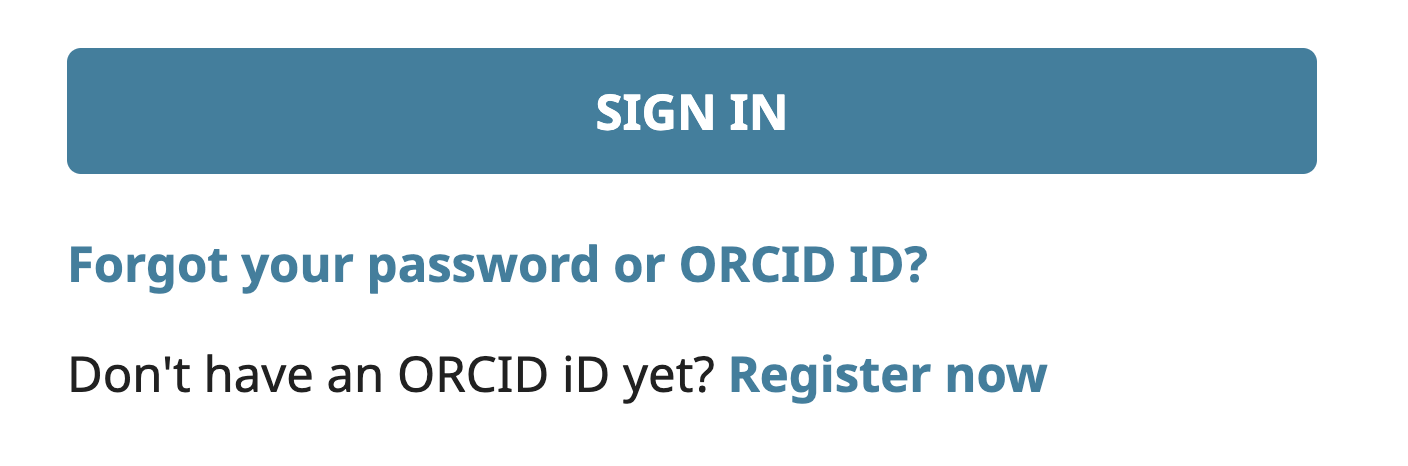 SIGN IN
Forgot your password or ORCID ID?
Don't have an ORCID iD yet? Register now